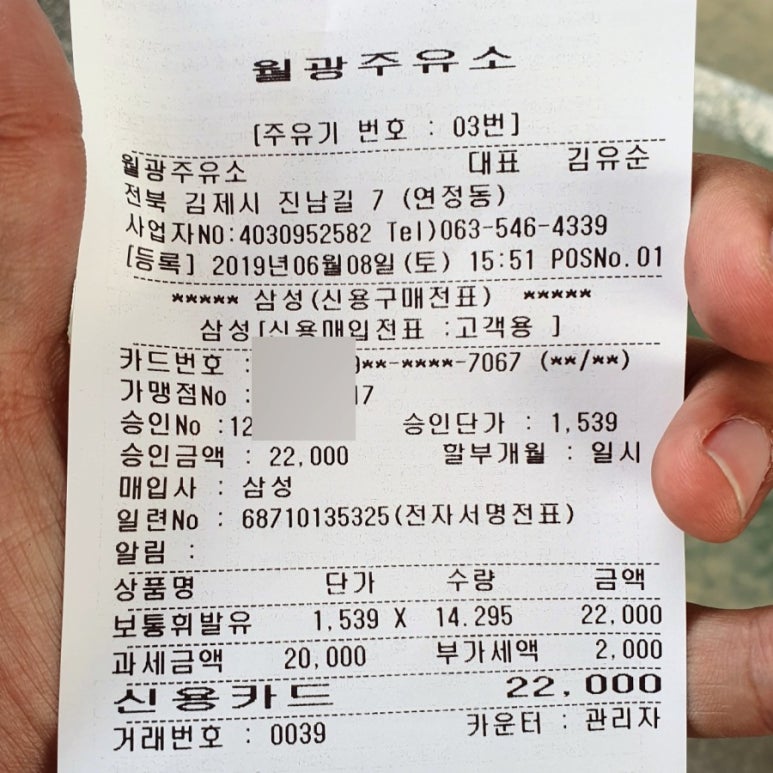 월광주유소
[주유기 번호 : 03번]
월광주유소 대표 김유순
전북 김제시 진남길 7 (연정동)
사업자NO:4030952582 Tel)063-546-4339
[등록] 2019년06월08일(토) 15:51 POSNo.01
***** 삼성(신용구매전표) *****
삼성[신용매입전표 :고객용 ]
카드번호 : **-****-7067 (**/**)
가맹점No : 17
승인No :12 승인단가 : 1,539
승인금액 : 22,000 할부개월 : 일시
매입사 : 삼성
일련No : 68710135325(전자서명전표)
알림 :
상품명 단가 수량 금액
보통휘발유 1,539 X 14.295 22,000
과세금액 20,000 부가세액 2,000
신용카드 22,000
거래번호 : 0039 카운터 : 관리자